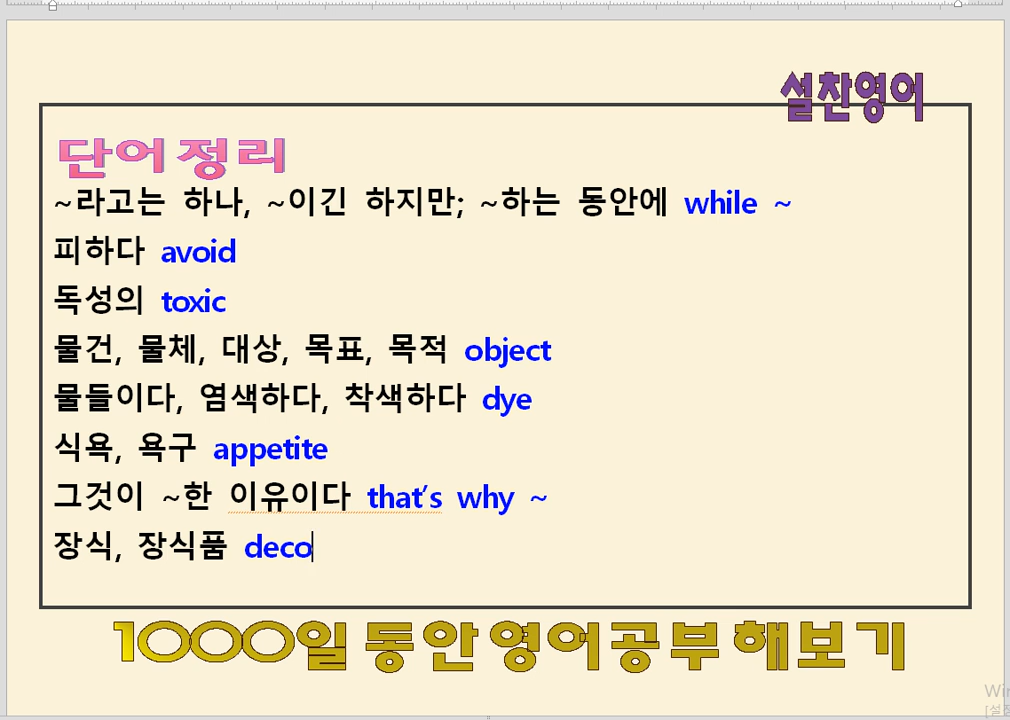 설찬영어
단어 정리
~라고는 하나, ~이긴 하지만; ~하는 동안에 while ~
피하다 avoid
독성의 toxic
물건, 물체, 대상, 목표, 목적 object
물들이다, 염색하다, 착색하다 dye
식욕, 욕구 appetite
그것이 ~한 이유이다 that's why ~
장식, 장식품 deco
1000일 동안 영어공부 해보기